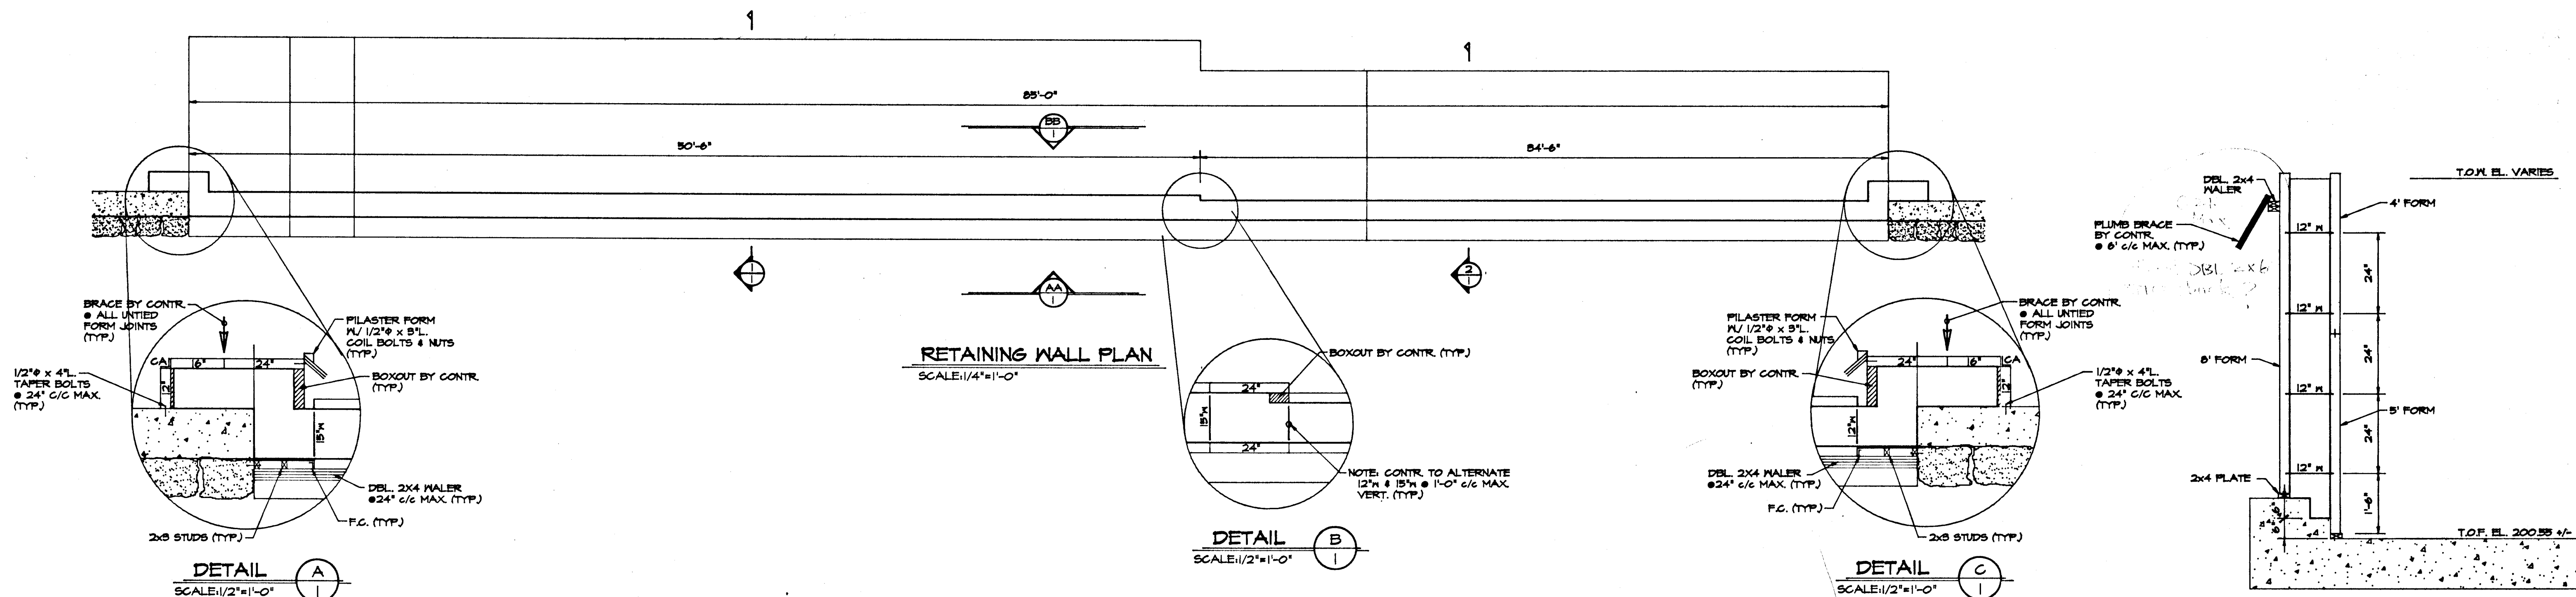 85'-0"
BB
1
50'-6"
34'-6"
1
AA
1
2
1
RETAINING WALL PLAN
SCALE:1/4"=1'-0"
BRACE BY CONTR.
@ ALL UNTIED
FORM JOINTS
(TYP.)
PILASTER FORM
W/ 1/2"Φ x 5"L.
COIL BOLTS & NUTS
(TYP.)
CA
6"
24"
12"
1/2"Φ x 4"L.
TAPER BOLTS
@ 24" C/C MAX.
(TYP.)
BOXOUT BY CONTR.
(TYP.)
15"W
DBL. 2X4 WALER
@24" c/c MAX. (TYP.)
F.C. (TYP.)
2x3 STUDS (TYP.)
DETAIL
A
1
SCALE:1/2"=1'-0"
BOXOUT BY CONTR. (TYP.)
24"
15"W
24"
NOTE: CONTR. TO ALTERNATE
12"W & 15"W @ 1'-0" C/C MAX.
VERT. (TYP.)
DETAIL
B
1
SCALE:1/2"=1'-0"
BRACE BY CONTR.
@ ALL UNTIED
FORM JOINTS
(TYP.)
PILASTER FORM
W/ 1/2"Φ x 5"L.
COIL BOLTS & NUTS
(TYP.)
24"
6"
CA
12"
BOXOUT BY CONTR.
(TYP.)
1/2"Φ x 4"L.
TAPER BOLTS
@ 24" C/C MAX.
(TYP.)
12"W
DBL. 2X4 WALER
@24" c/c MAX. (TYP.)
F.C. (TYP.)
2x3 STUDS (TYP.)
DETAIL
C
1
SCALE:1/2"=1'-0"
T.O.W. EL. VARIES
DBL. 2x4
WALER
4' FORM
PLUMB BRACE
BY CONTR.
@ 6' c/c MAX. (TYP.)
DBL 2x6
12" W
24"
12" W
24"
8' FORM
12" W
5' FORM
24"
12" W
2x4 PLATE
1'-6"
6"
6"
T.O.F. EL. 200.55 +/-